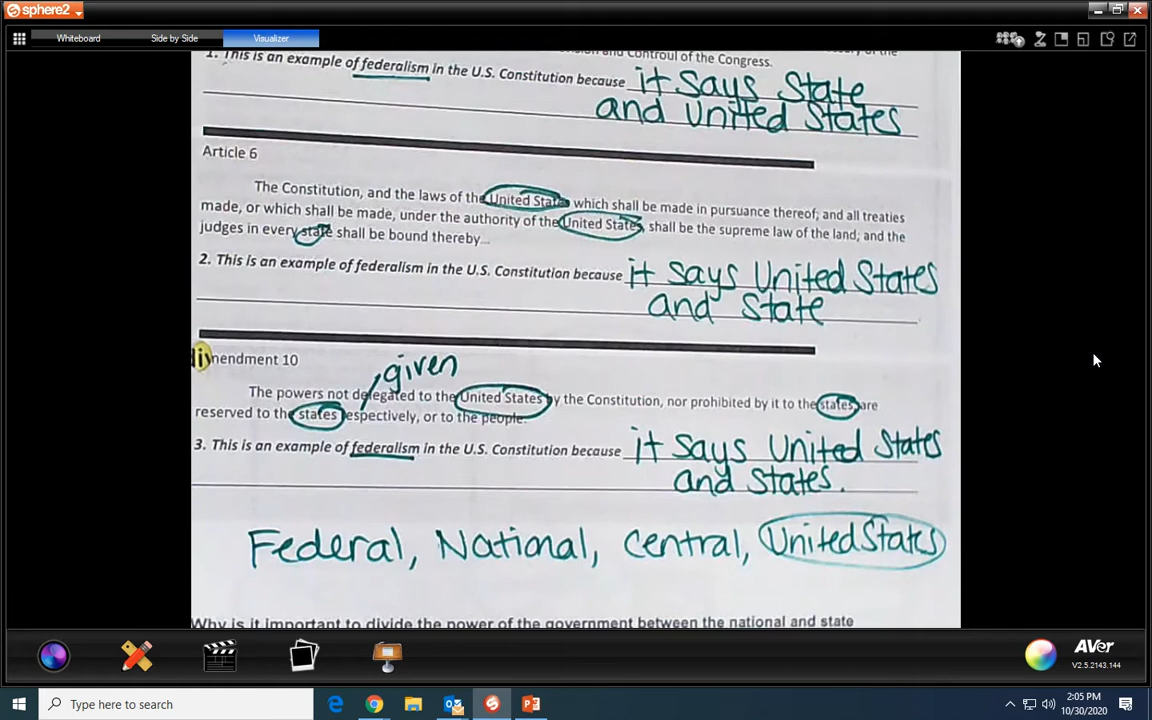 sphere2
Whiteboard Side by Side Visualizer
and Controul of the Congress.
1. This is an example of federalism in the U.S. Constitution because it says State
and United States
Article 6
The Constitution, and the laws of the United States which shall be made in pursuance thereof; and all treaties
made, or which shall be made, under the authority of the United States, shall be the supreme law of the land; and the
judges in every state shall be bound thereby...
2. This is an example of federalism in the U.S. Constitution because it says United States
and State
mendment 10
given
The powers not delegated to the United States by the Constitution, nor prohibited by it to the states, are
reserved to the states respectively, or to the people.
3. This is an example of federalism in the U.S. Constitution because it says United States
and States.
Federal, National, Central, United States
Why is it important to divide the power of the government between the national and state
AVer
V2.5.2143.144
Type here to search
2:05 PM
10/30/2020